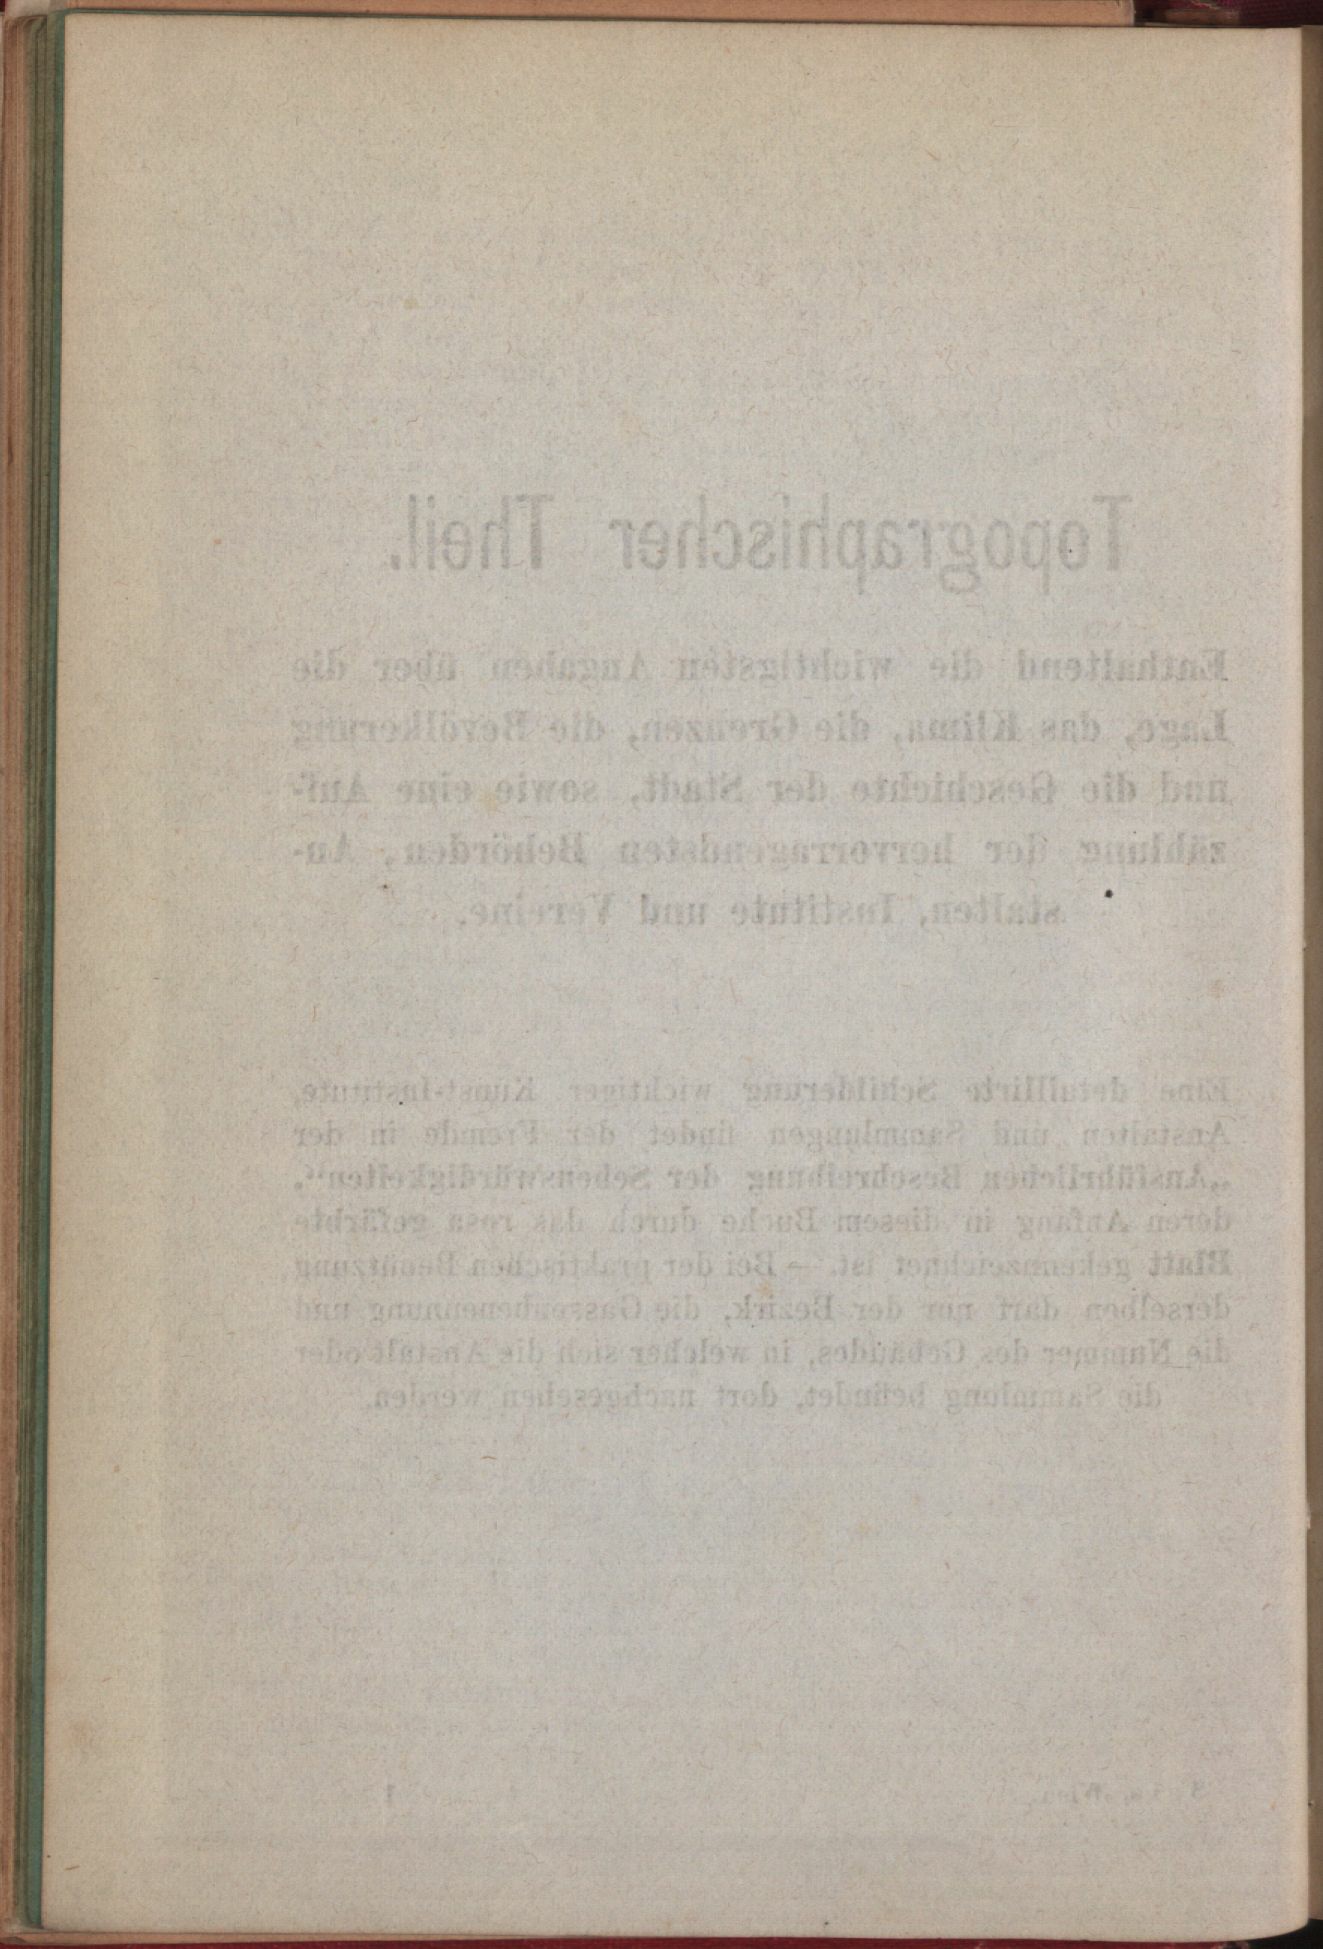 Topographischer Theil.
Enthaltend die wichtigsten Angaben über die
Lage, das Klima, die Grenzen, die Bevölkerung
und die Geschichte der Stadt, sowie eine Auf-
zählung der hervorragendsten Behörden, An-
stalten, Institute und Vereine.
Eine detaillirte Schilderung wichtiger Kunst-Institute,
Anstalten und Sammlungen findet der Fremde in der
„Ausführlichen Beschreibung der Sehenswürdigkeiten“,
deren Anfang in diesem Buche durch das rosa gefärbte
Blatt gekennzeichnet ist. — Bei der praktischen Benützung
derselben darf nur der Bezirk, die Gassenbenennung und
die Nummer des Gebäudes, in welcher sich die Anstalt oder
die Sammlung befindet, dort nachgesehen werden.
Wien. 1